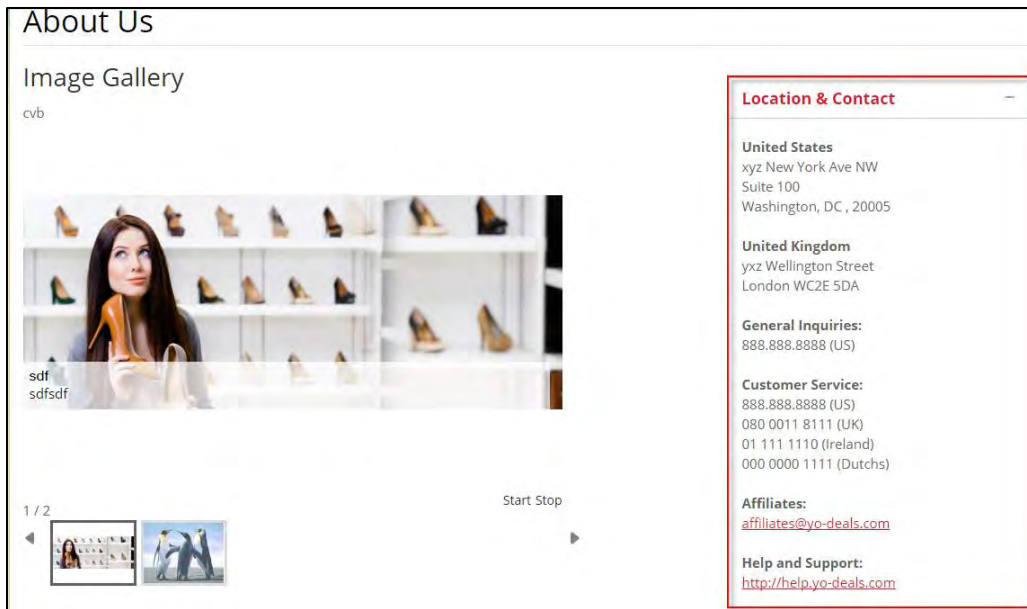 About Us
Image Gallery
cvb
sdf
sdfsdf
Start Stop
1 / 2
Location & Contact
United States
xyz New York Ave NW
Suite 100
Washington, DC , 20005
United Kingdom
yxz Wellington Street
London WC2E 5DA
General Inquiries:
888.888.8888 (US)
Customer Service:
888.888.8888 (US)
080 0011 8111 (UK)
01 111 1110 (Ireland)
000 0000 1111 (Dutchs)
Affiliates:
affiliates@yo-deals.com
Help and Support:
http://help.yo-deals.com